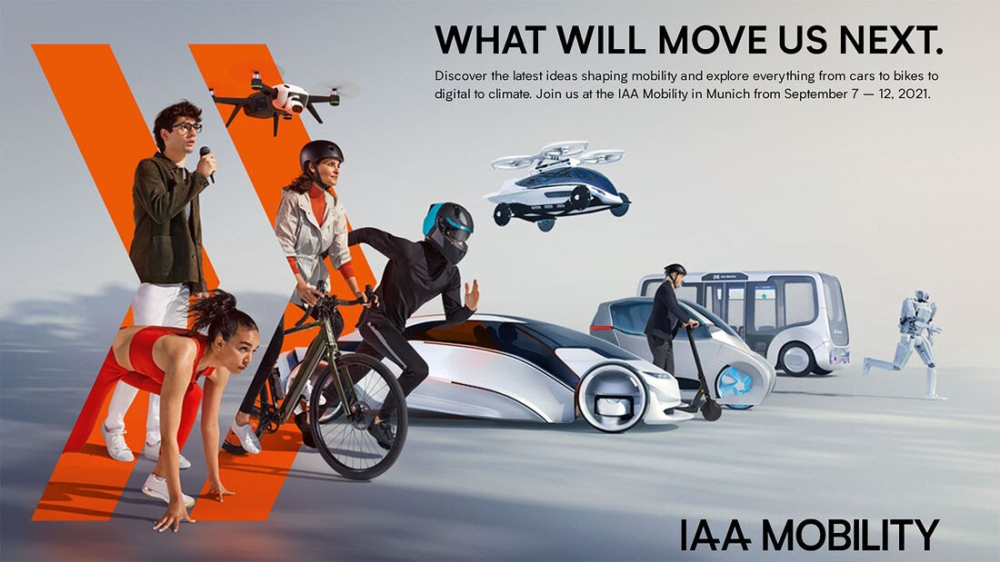 WHAT WILL MOVE US NEXT.
Discover the latest ideas shaping mobility and explore everything from cars to bikes to
digital to climate. Join us at the IAA Mobility in Munich from September 7 — 12, 2021.
IAA MOBILITY